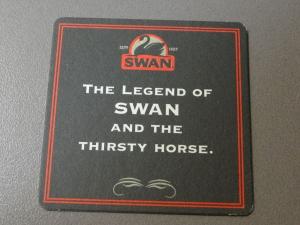 SWAN
THE LEGEND OF
SWAN
AND THE
THIRSTY HORSE.